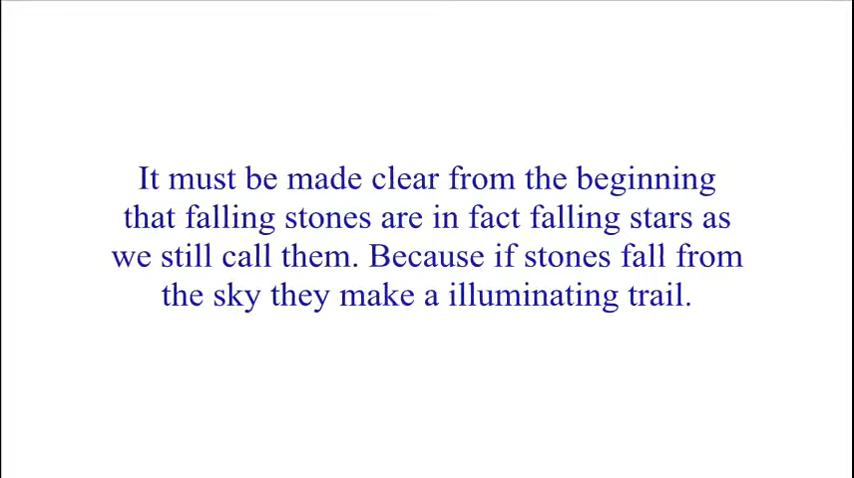 It must be made clear from the beginning
that falling stones are in fact falling stars as
we still call them. Because if stones fall from
the sky they make a illuminating trail.